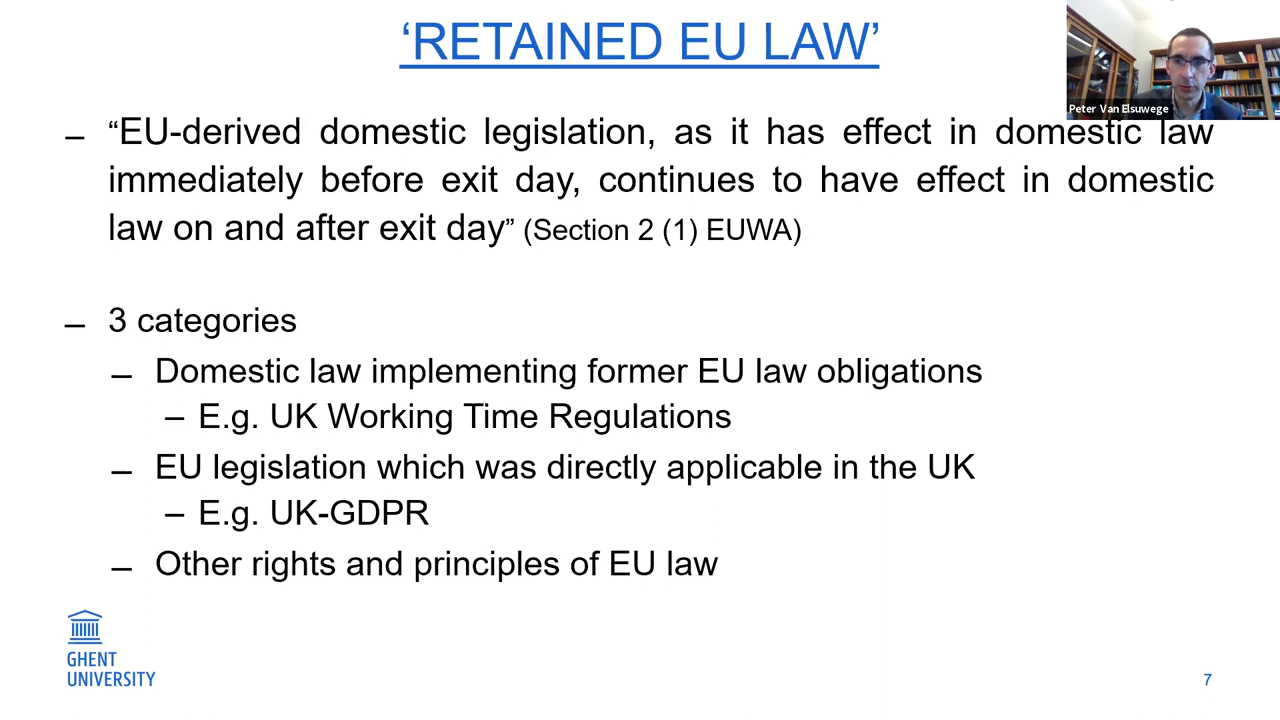 ‘RETAINED EU LAW’
Peter Van Elsuwege
– “EU-derived domestic legislation, as it has effect in domestic law
immediately before exit day, continues to have effect in domestic
law on and after exit day” (Section 2 (1) EUWA)
– 3 categories
– Domestic law implementing former EU law obligations
– E.g. UK Working Time Regulations
– EU legislation which was directly applicable in the UK
– E.g. UK-GDPR
– Other rights and principles of EU law
GHENT
UNIVERSITY
7